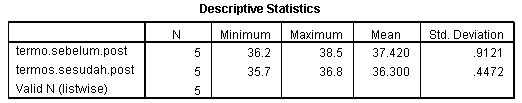 Descriptive Statistics
N Minimum Maximum Mean Std. Deviation
termo.sebelum.post 5 36.2 38.5 37.420 .9121
termos.sesudah.post 5 35.7 36.8 36.300 .4472
Valid N (listwise) 5